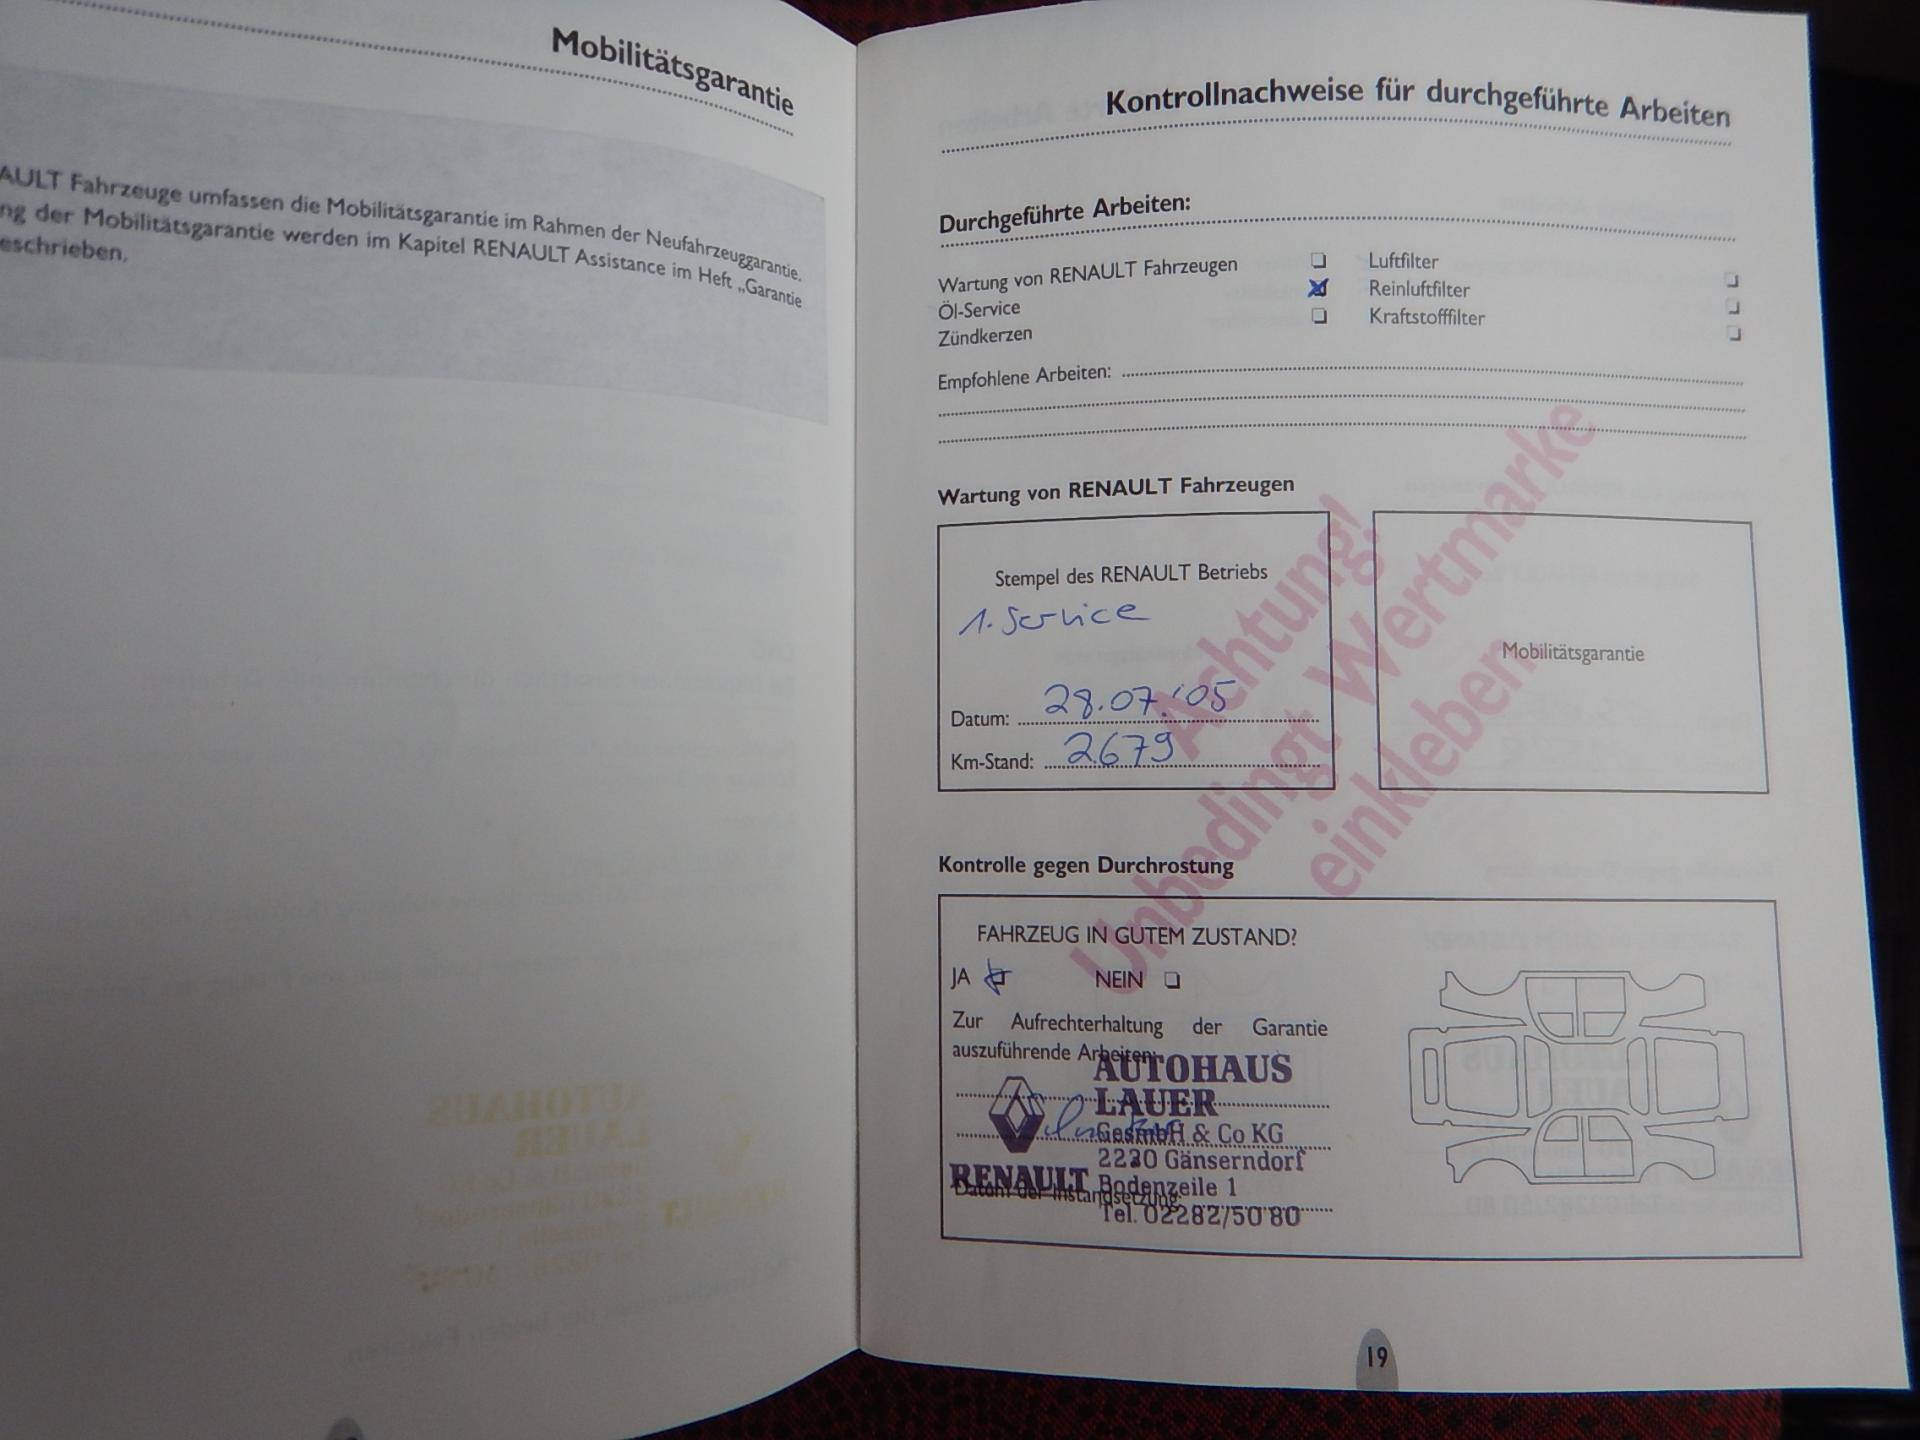 Mobilitätsgarantie
AULT Fahrzeuge umfassen die Mobilitätsgarantie im Rahmen der Neufahrzeuggarantie.
ng der Mobilitätsgarantie werden im Kapitel RENAULT Assistance im Heft „Garantie
eschrieben.
Kontrollnachweise für durchgeführte Arbeiten
Durchgeführte Arbeiten:
Wartung von RENAULT Fahrzeugen
Öl-Service
Zündkerzen
Luftfilter
Reinluftfilter
Kraftstofffilter
Empfohlene Arbeiten:
Wartung von RENAULT Fahrzeugen
Stempel des RENAULT Betriebs
1. Service
Datum: 28.07.'05
Km-Stand: 2679
Mobilitätsgarantie
Achtung!
Unbedingt Wertmarke
einkleben
Kontrolle gegen Durchrostung
FAHRZEUG IN GUTEM ZUSTAND?
JA NEIN
Zur Aufrechterhaltung der Garantie
auszuführende Arbeiten:
AUTOHAUS
LAUER
GesmbH & Co KG
2230 Gänserndorf
RENAULT Bodenzeile 1
Datum der Instandsetzung:
Tel. 02282/50 80
19